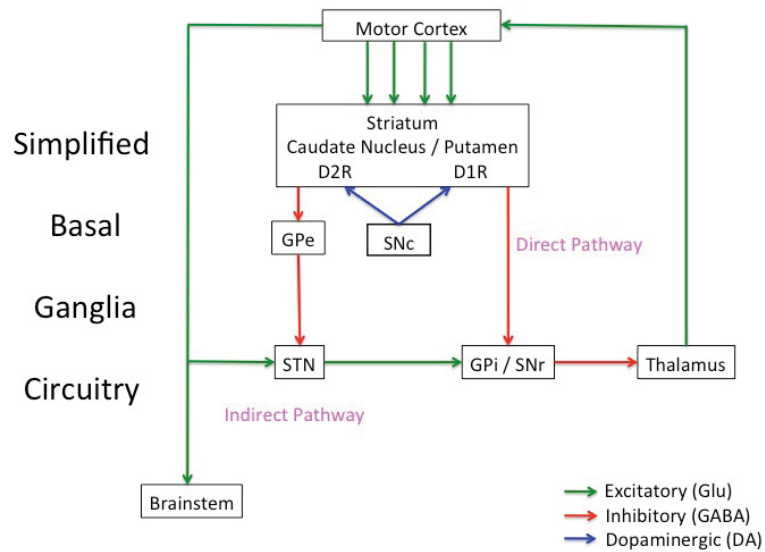 Motor Cortex
Simplified
Basal
Ganglia
Circuitry
Striatum
Caudate Nucleus / Putamen
D2R
D1R
GPe
SNc
Direct Pathway
STN
GPi / SNr
Thalamus
Indirect Pathway
Brainstem
Excitatory (Glu)
Inhibitory (GABA)
Dopaminergic (DA)